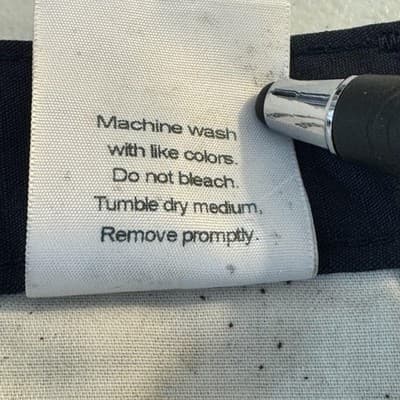 Machine wash
with like colors.
Do not bleach.
Tumble dry medium,
Remove promptly.